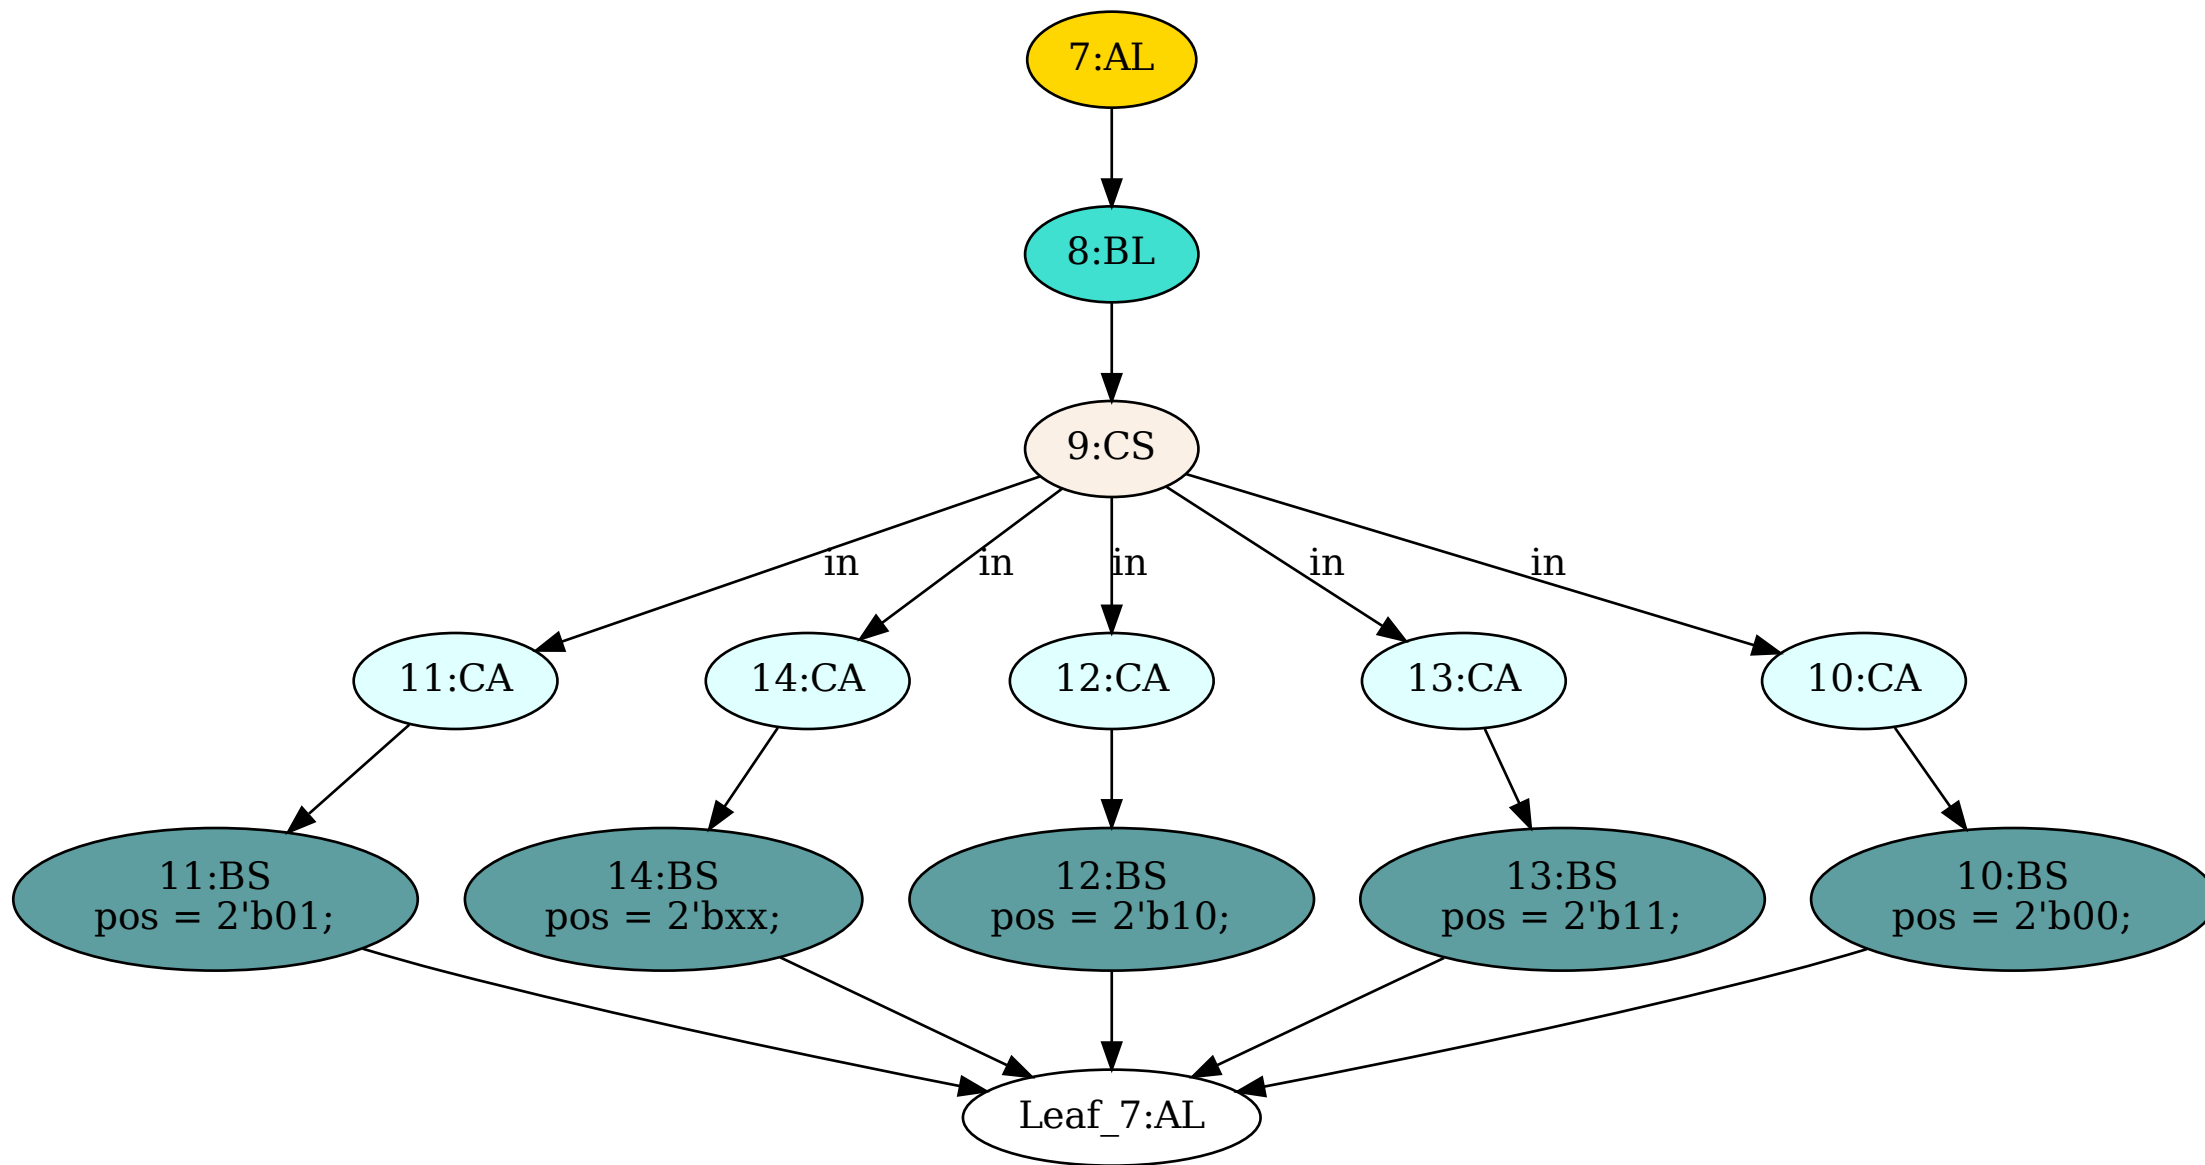 7:AL
8:BL
9:CS
in
in
in
in
in
11:CA
14:CA
12:CA
13:CA
10:CA
11:BS
pos = 2'b01;
14:BS
pos = 2'bxx;
12:BS
pos = 2'b10;
13:BS
pos = 2'b11;
10:BS
pos = 2'b00;
Leaf_7:AL